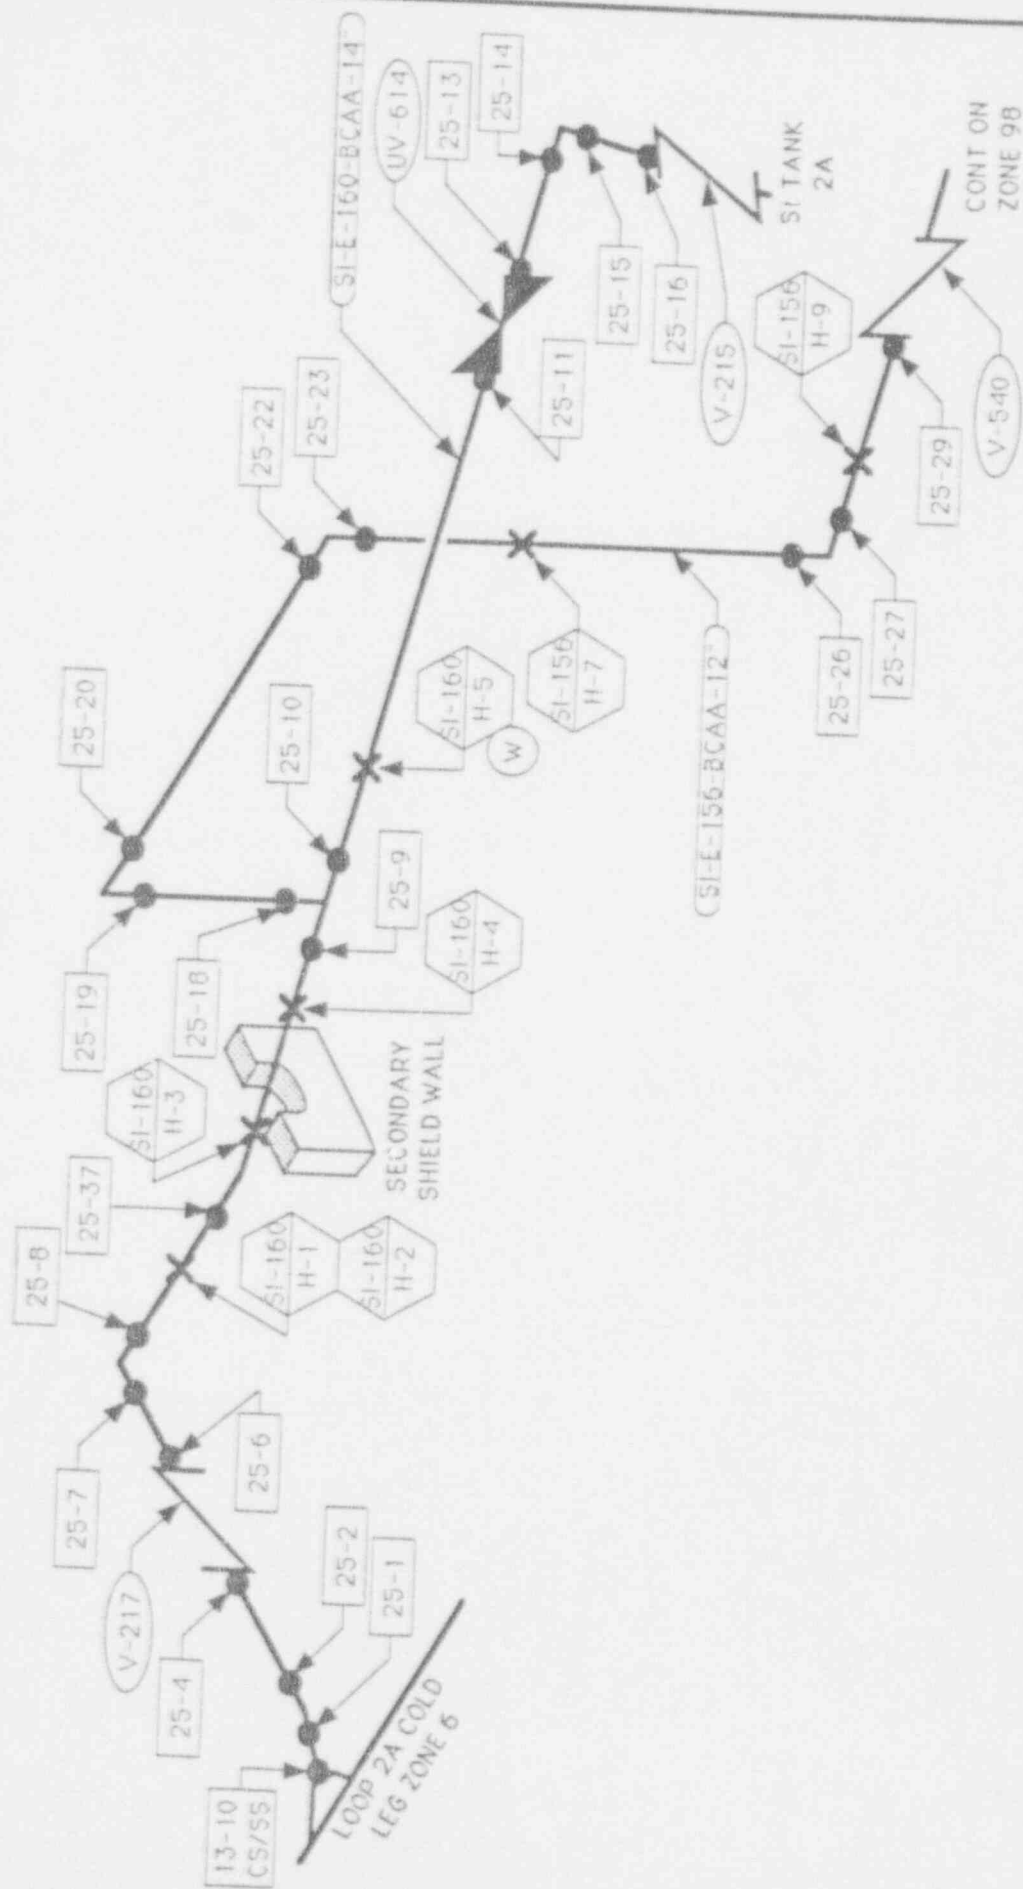 13-10
CS/SS
25-1
25-2
LOOP 2A COLD
LEG ZONE 6
25-4
V-217
25-6
25-7
25-8
SI-160
H-1
SI-160
H-2
25-37
SI-160
H-3
SECONDARY
SHIELD WALL
SI-160
H-4
25-9
25-18
25-19
25-10
25-20
SI-160
H-5
W
25-22
25-23
SI-156
H-7
SI-E-156-BCAA-12"
25-26
25-27
SI-E-160-BCAA-14"
25-11
UV-614
25-13
25-14
25-15
25-16
V-215
SI TANK
2A
SI-156
H-9
25-29
V-540
CONT ON
ZONE 98